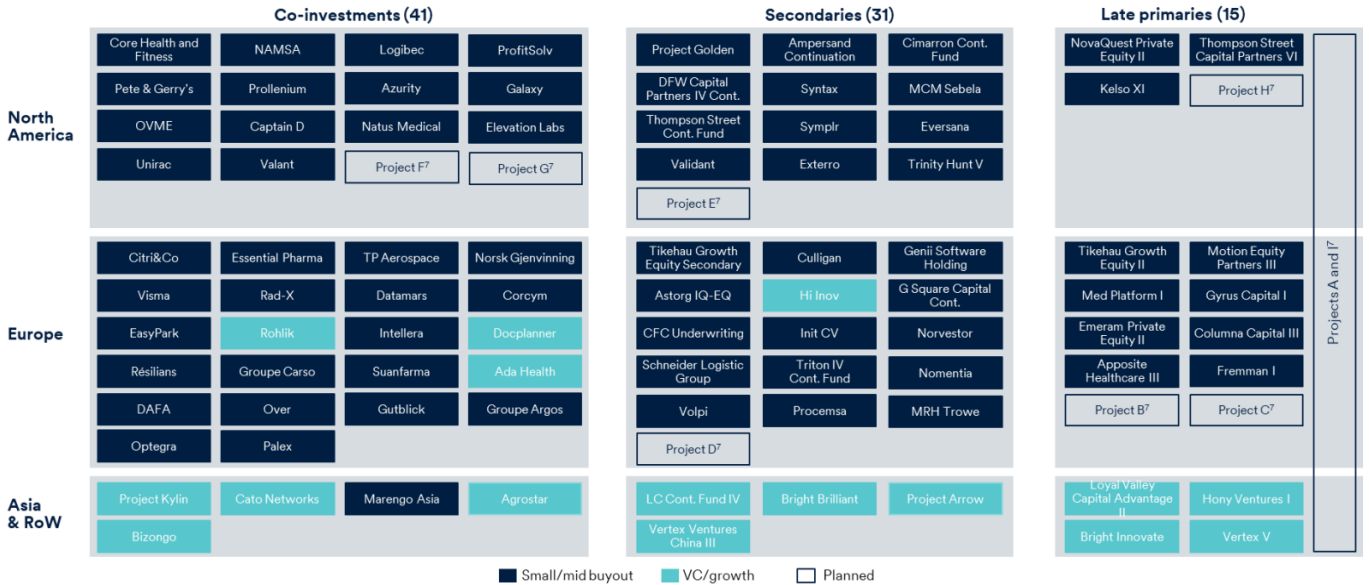 Co-investments (41)
Secondaries (31)
Late primaries (15)
North
America
Core Health and
Fitness
NAMSA
Logibec
ProfitSolv
Pete & Gerry's
Prollenium
Azurity
Galaxy
OVME
Captain D
Natus Medical
Elevation Labs
Unirac
Valant
Project F⁷
Project G⁷
Project Golden
Ampersand
Continuation
Cimarron Cont.
Fund
DFW Capital
Partners IV Cont.
Syntax
MCM Sebela
Thompson Street
Cont. Fund
Symplr
Eversana
Validant
Exterro
Trinity Hunt V
Project E⁷
NovaQuest Private
Equity II
Thompson Street
Capital Partners VI
Kelso XI
Project H⁷
Europe
Citri&Co
Essential Pharma
TP Aerospace
Norsk Gjenvinning
Visma
Rad-X
Datamars
Corcym
EasyPark
Rohlik
Intellera
Docplanner
Résilians
Groupe Carso
Suanfarma
Ada Health
DAFA
Over
Gutblick
Groupe Argos
Optegra
Palex
Tikehau Growth
Equity Secondary
Culligan
Genii Software
Holding
Astorg IQ-EQ
Hi Inov
G Square Capital
Cont.
CFC Underwriting
Init CV
Norvestor
Schneider Logistic
Group
Triton IV
Cont. Fund
Nomentia
Volpi
Procemsa
MRH Trowe
Project D⁷
Tikehau Growth
Equity II
Motion Equity
Partners III
Med Platform I
Gyrus Capital I
Emeram Private
Equity II
Columna Capital III
Apposite
Healthcare III
Fremman I
Project B⁷
Project C⁷
Projects A and I⁷
Asia
& RoW
Project Kylin
Cato Networks
Marengo Asia
Agrostar
Bizongo
LC Cont. Fund IV
Bright Brilliant
Project Arrow
Vertex Ventures
China III
Loyal Valley
Capital Advantage
II
Hony Ventures I
Bright Innovate
Vertex V
Small/mid buyout
VC/growth
Planned